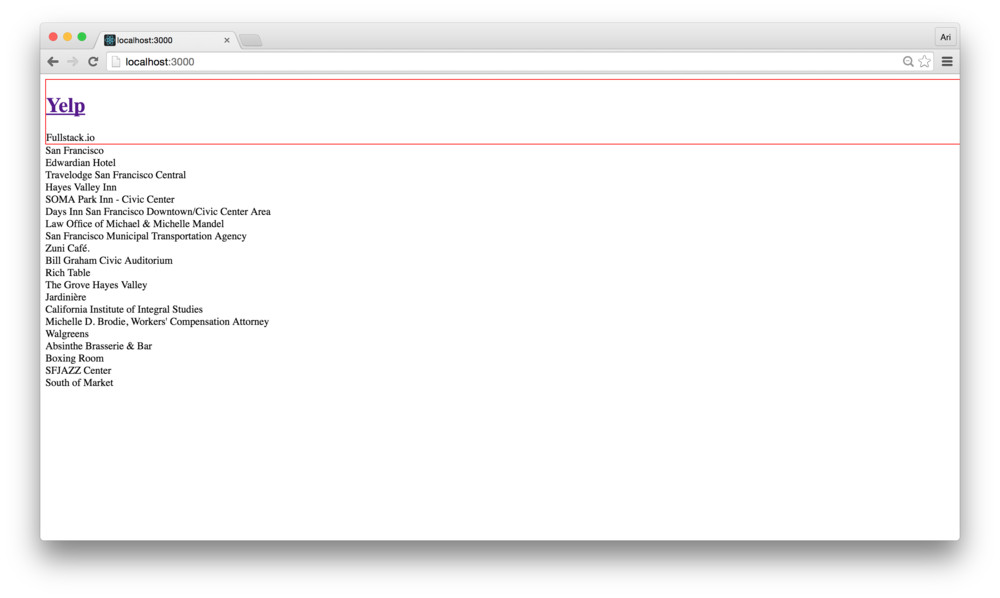 localhost:3000
Ari
localhost:3000
Yelp
Fullstack.io
San Francisco
Edwardian Hotel
Travelodge San Francisco Central
Hayes Valley Inn
SOMA Park Inn - Civic Center
Days Inn San Francisco Downtown/Civic Center Area
Law Office of Michael & Michelle Mandel
San Francisco Municipal Transportation Agency
Zuni Café.
Bill Graham Civic Auditorium
Rich Table
The Grove Hayes Valley
Jardinière
California Institute of Integral Studies
Michelle D. Brodie, Workers' Compensation Attorney
Walgreens
Absinthe Brasserie & Bar
Boxing Room
SFJAZZ Center
South of Market